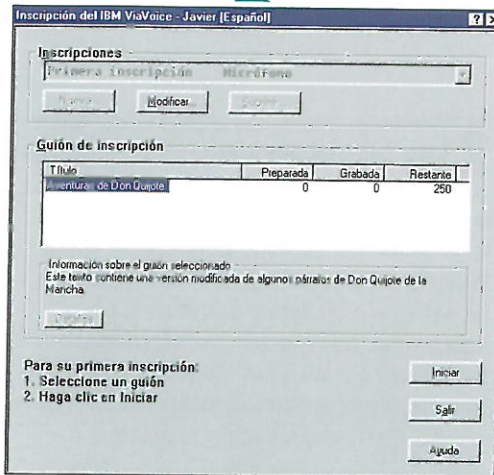 Inscripción del IBM ViaVoice - Javier [Español]
Inscripciones
Primera inscripción Micrófono
Nueva Modificar
Guión de inscripción
Título Preparada Grabada Restante
Aventuras de Don Quijote 0 0 250
Información sobre el guión seleccionado
Este texto contiene una versión modificada de algunos párrafos de Don Quijote de la
Mancha.
Para su primera inscripción:
1. Seleccione un guión
2. Haga clic en Iniciar
Iniciar
Salir
Ayuda